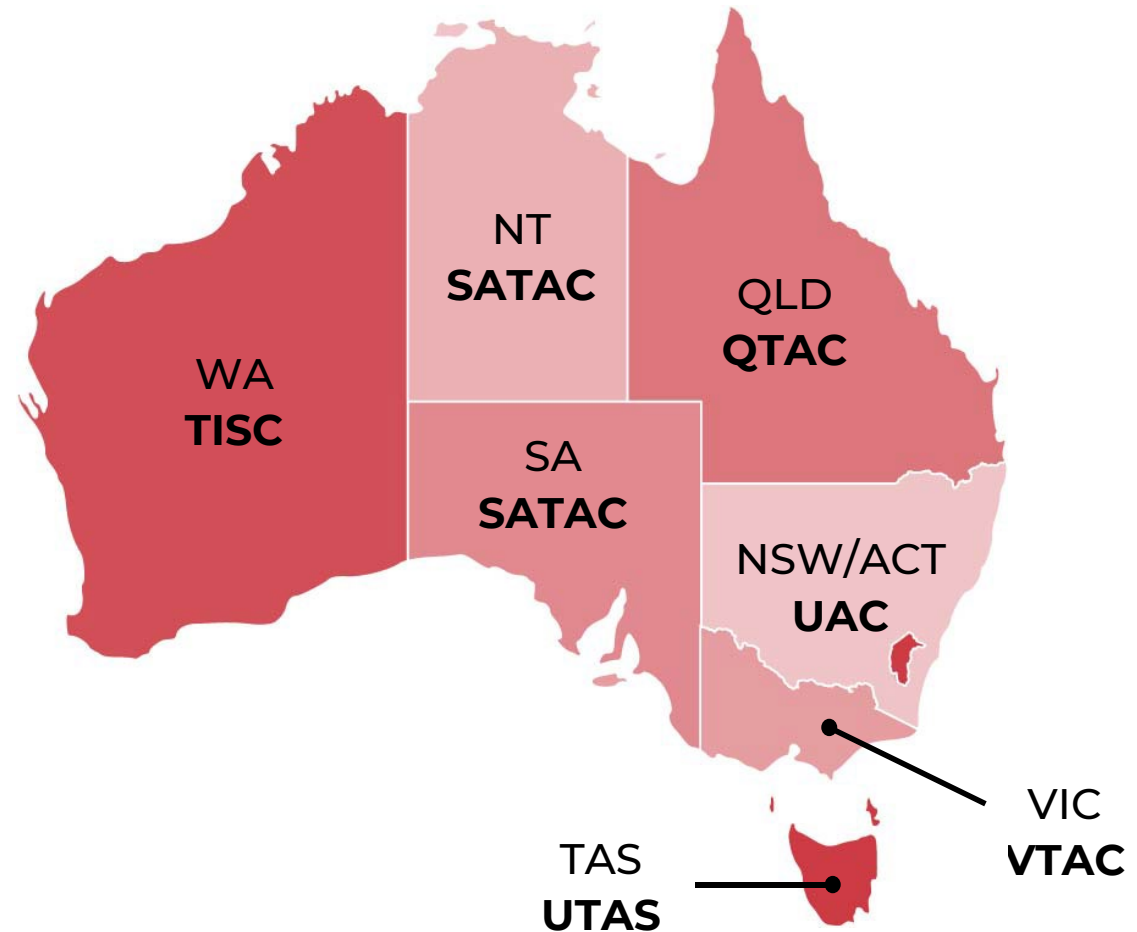 NT
SATAC
QLD
QTAC
WA
TISC
SA
SATAC
NSW/ACT
UAC
VIC
VTAC
TAS
UTAS